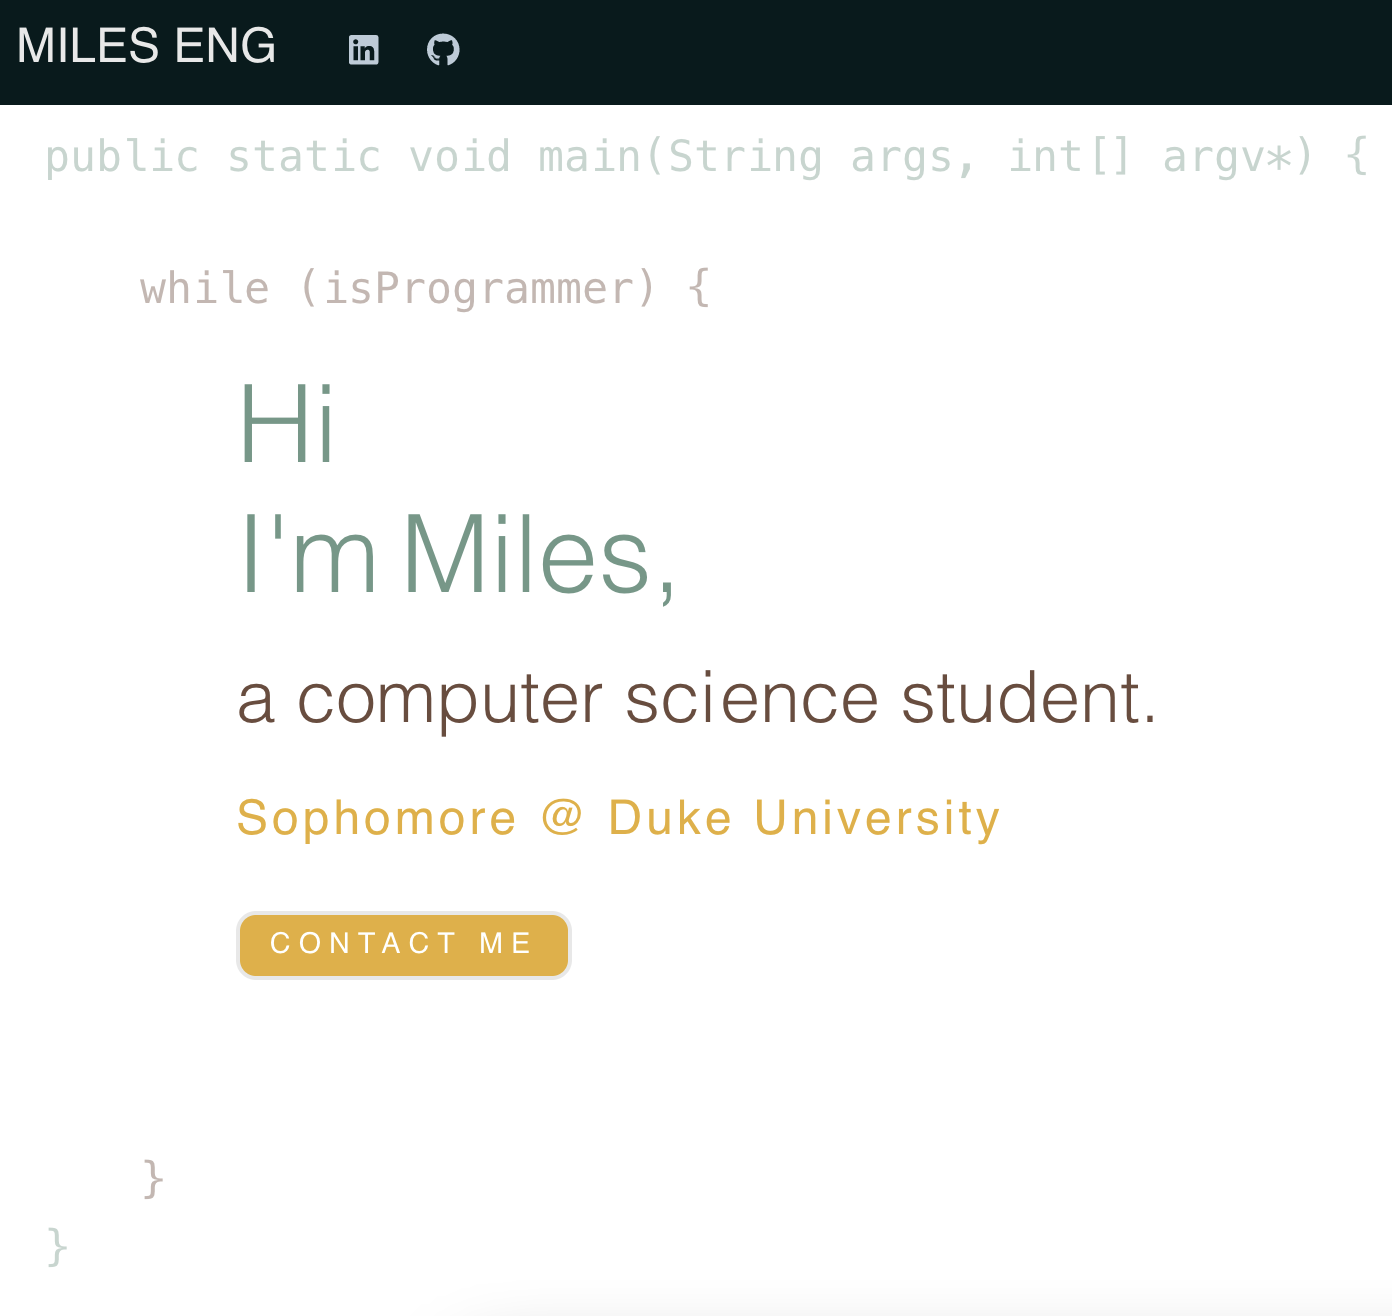 MILES ENG in
public static void main(String args, int[] argv*) {
while (isProgrammer) {
Hi
I'm Miles,
a computer science student.
Sophomore @ Duke University
CONTACT ME
}
}